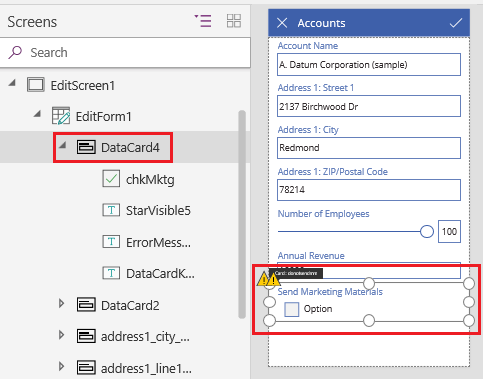 Screens
Search
EditScreen1
EditForm1
DataCard4
chkMktg
StarVisible5
ErrorMess...
DataCardK...
DataCard2
address1_city_...
address1_line1...
Accounts
Account Name
A. Datum Corporation (sample)
Address 1: Street 1
2137 Birchwood Dr
Address 1: City
Redmond
Address 1: ZIP/Postal Code
78214
Number of Employees
100
Annual Revenue
Card : donotsendmm
Send Marketing Materials
Option